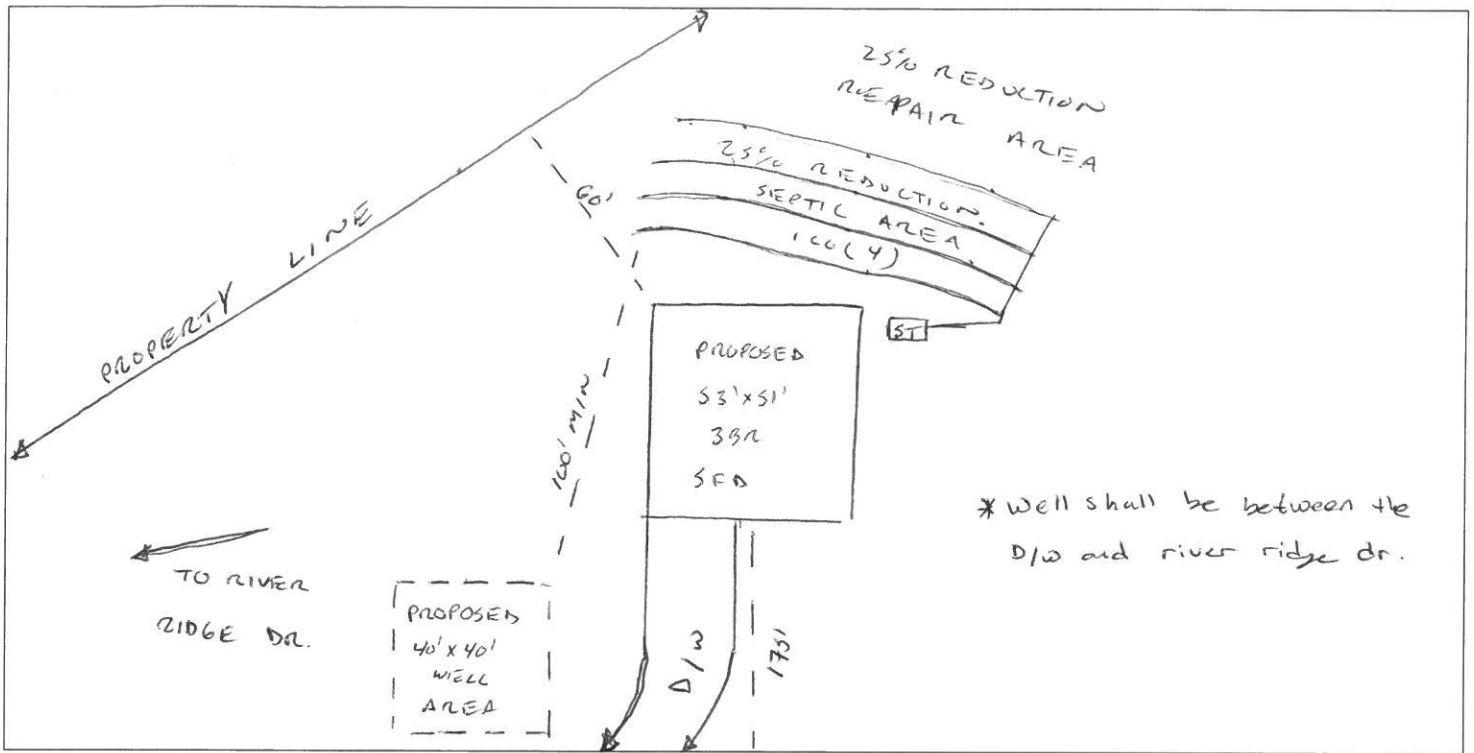 25% REDUCTION
REAPAIR AREA
25% REDUCTION
SEPTIC AREA
100(4)
60'
PROPERTY LINE
ST
PROPOSED
53'x51'
3BR
SFD
100' MIN
* Well shall be between the
D/W and river ridge dr.
TO RIVER
RIDGE DR.
PROPOSED
40'x40'
WELL
AREA
D/W
175'